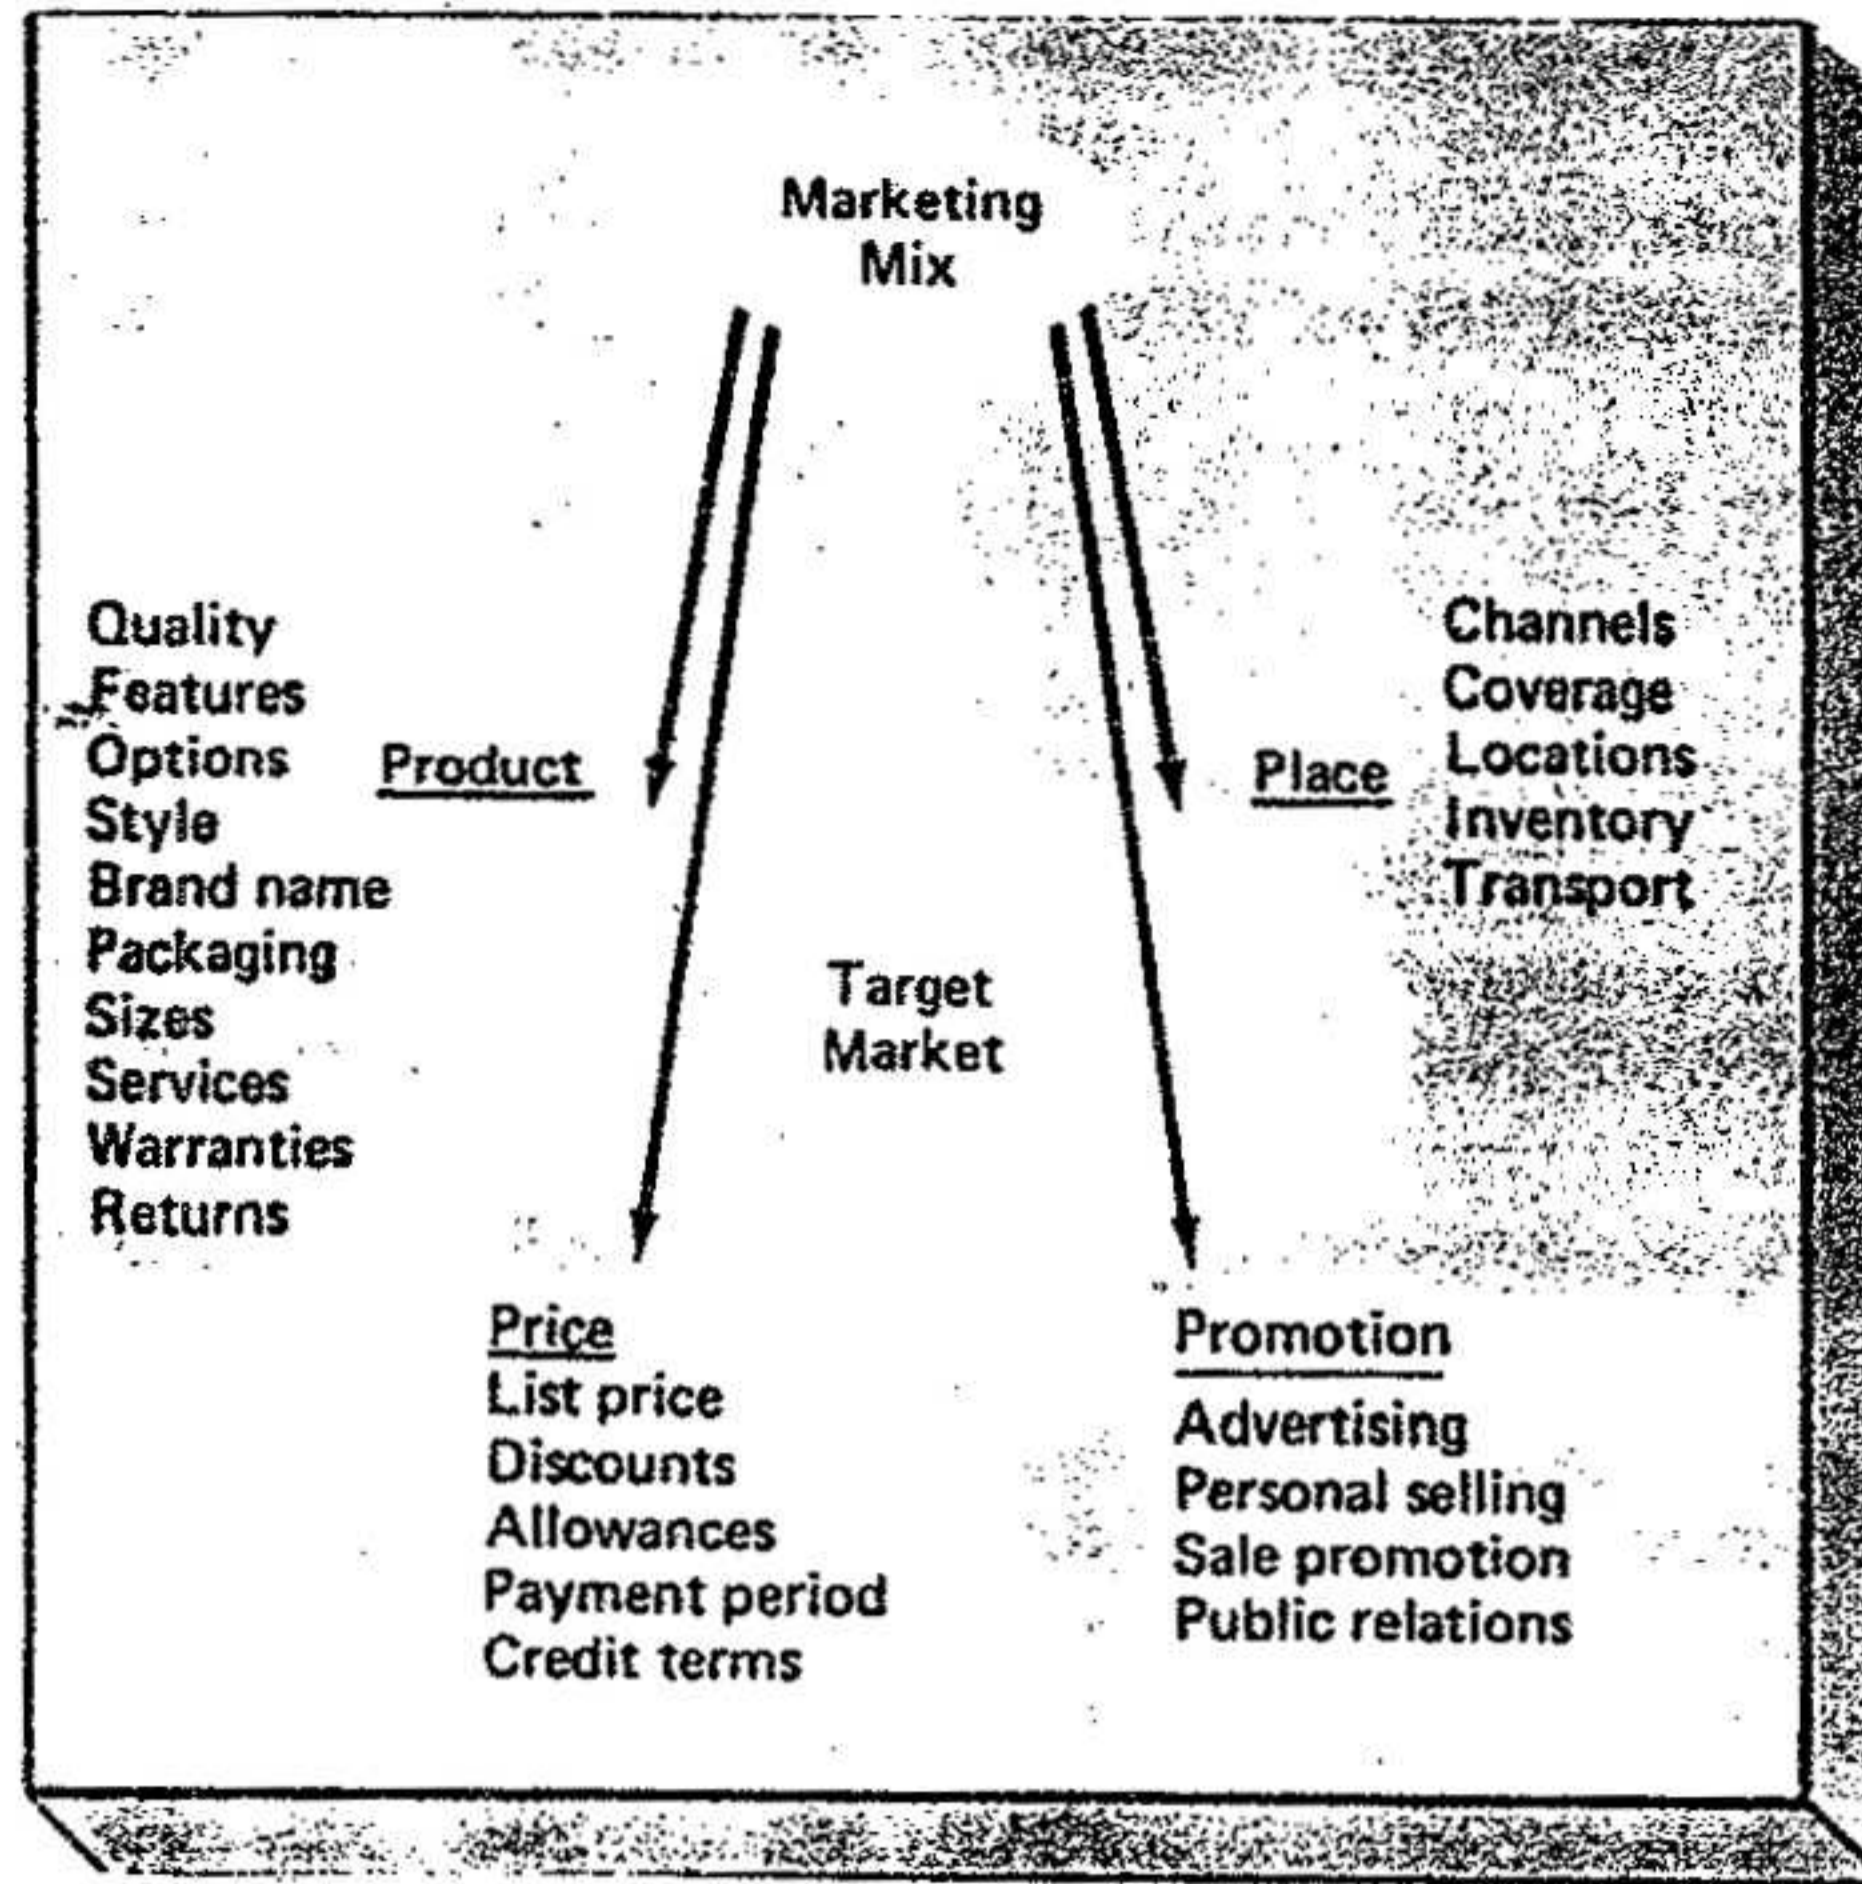 Marketing
Mix
Quality
Features
Options
Style
Brand name
Packaging
Sizes
Services
Warranties
Returns
Product
Place
Channels
Coverage
Locations
Inventory
Transport
Target
Market
Price
List price
Discounts
Allowances
Payment period
Credit terms
Promotion
Advertising
Personal selling
Sale promotion
Public relations